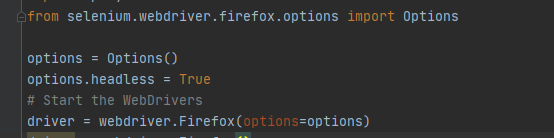 from selenium.webdriver.firefox.options import Options
options = Options()
options.headless = True
# Start the WebDrivers
driver = webdriver.Firefox(options=options)